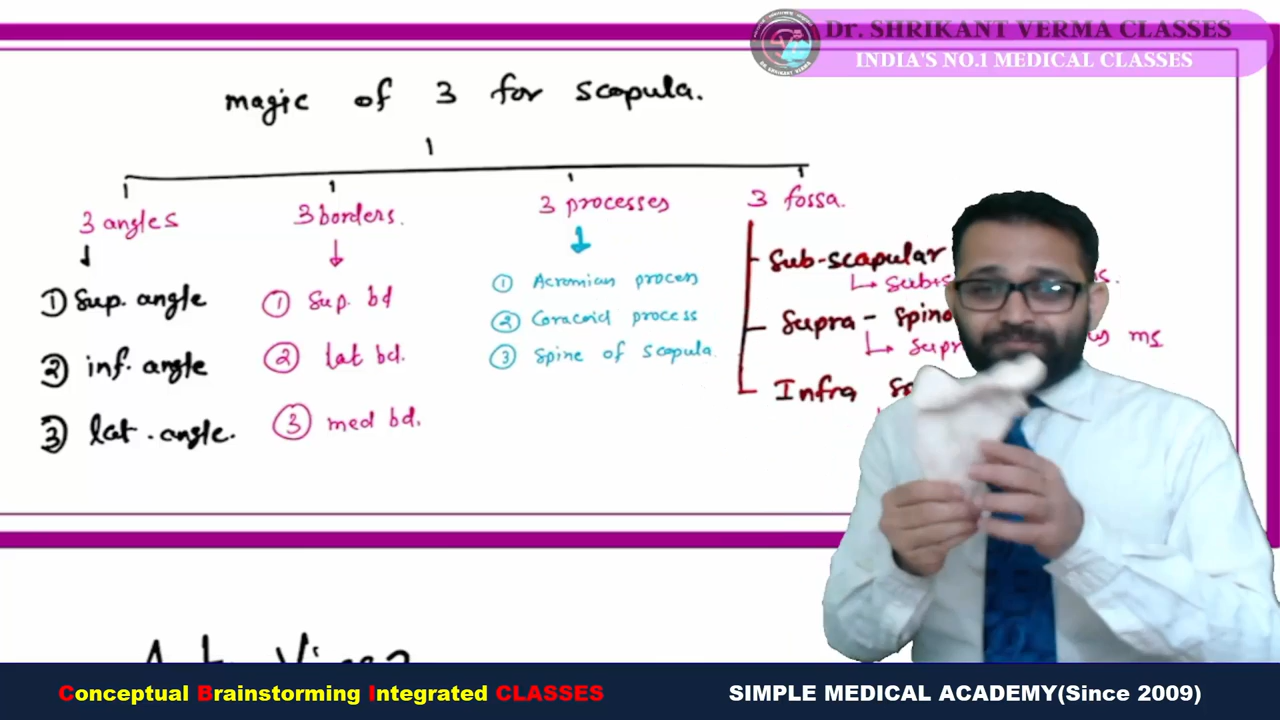 Dr. SHRIKANT VERMA CLASSES
INDIA'S NO.1 MEDICAL CLASSES
magic of 3 for scapula.
3 angles
① Sup. angle
② inf. angle
③ lat. angle.
3 borders.
① Sup bd
② lat bd.
③ med bd.
3 processes
① Acromian process
② Coracoid process
③ Spine of scapula
3 fossa.
Sub-scapular
Supra - 
ms
Infra
Conceptual Brainstorming Integrated CLASSES
SIMPLE MEDICAL ACADEMY(Since 2009)